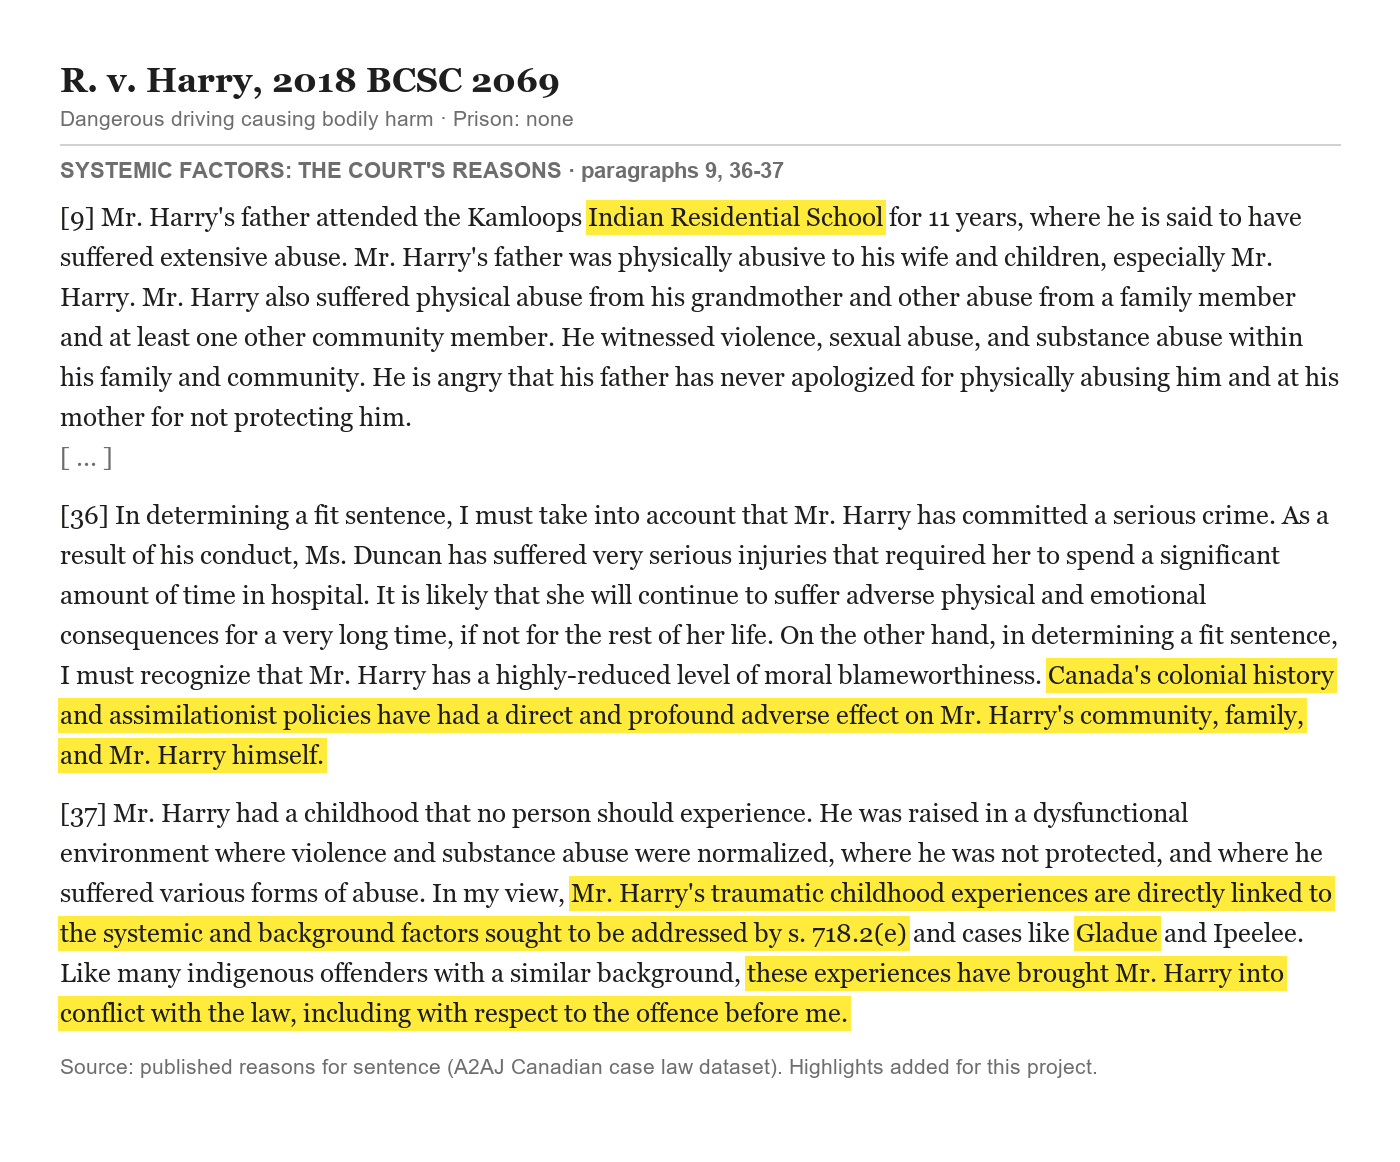 R. v. Harry, 2018 BCSC 2069
Dangerous driving causing bodily harm · Prison: none
SYSTEMIC FACTORS: THE COURT'S REASONS · paragraphs 9, 36-37
[9] Mr. Harry's father attended the Kamloops Indian Residential School for 11 years, where he is said to have
suffered extensive abuse. Mr. Harry's father was physically abusive to his wife and children, especially Mr.
Harry. Mr. Harry also suffered physical abuse from his grandmother and other abuse from a family member
and at least one other community member. He witnessed violence, sexual abuse, and substance abuse within
his family and community. He is angry that his father has never apologized for physically abusing him and at his
mother for not protecting him.
[ ... ]
[36] In determining a fit sentence, I must take into account that Mr. Harry has committed a serious crime. As a
result of his conduct, Ms. Duncan has suffered very serious injuries that required her to spend a significant
amount of time in hospital. It is likely that she will continue to suffer adverse physical and emotional
consequences for a very long time, if not for the rest of her life. On the other hand, in determining a fit sentence,
I must recognize that Mr. Harry has a highly-reduced level of moral blameworthiness. Canada's colonial history
and assimilationist policies have had a direct and profound adverse effect on Mr. Harry's community, family,
and Mr. Harry himself.
[37] Mr. Harry had a childhood that no person should experience. He was raised in a dysfunctional
environment where violence and substance abuse were normalized, where he was not protected, and where he
suffered various forms of abuse. In my view, Mr. Harry's traumatic childhood experiences are directly linked to
the systemic and background factors sought to be addressed by s. 718.2(e) and cases like Gladue and Ipeelee.
Like many indigenous offenders with a similar background, these experiences have brought Mr. Harry into
conflict with the law, including with respect to the offence before me.
Source: published reasons for sentence (A2AJ Canadian case law dataset). Highlights added for this project.